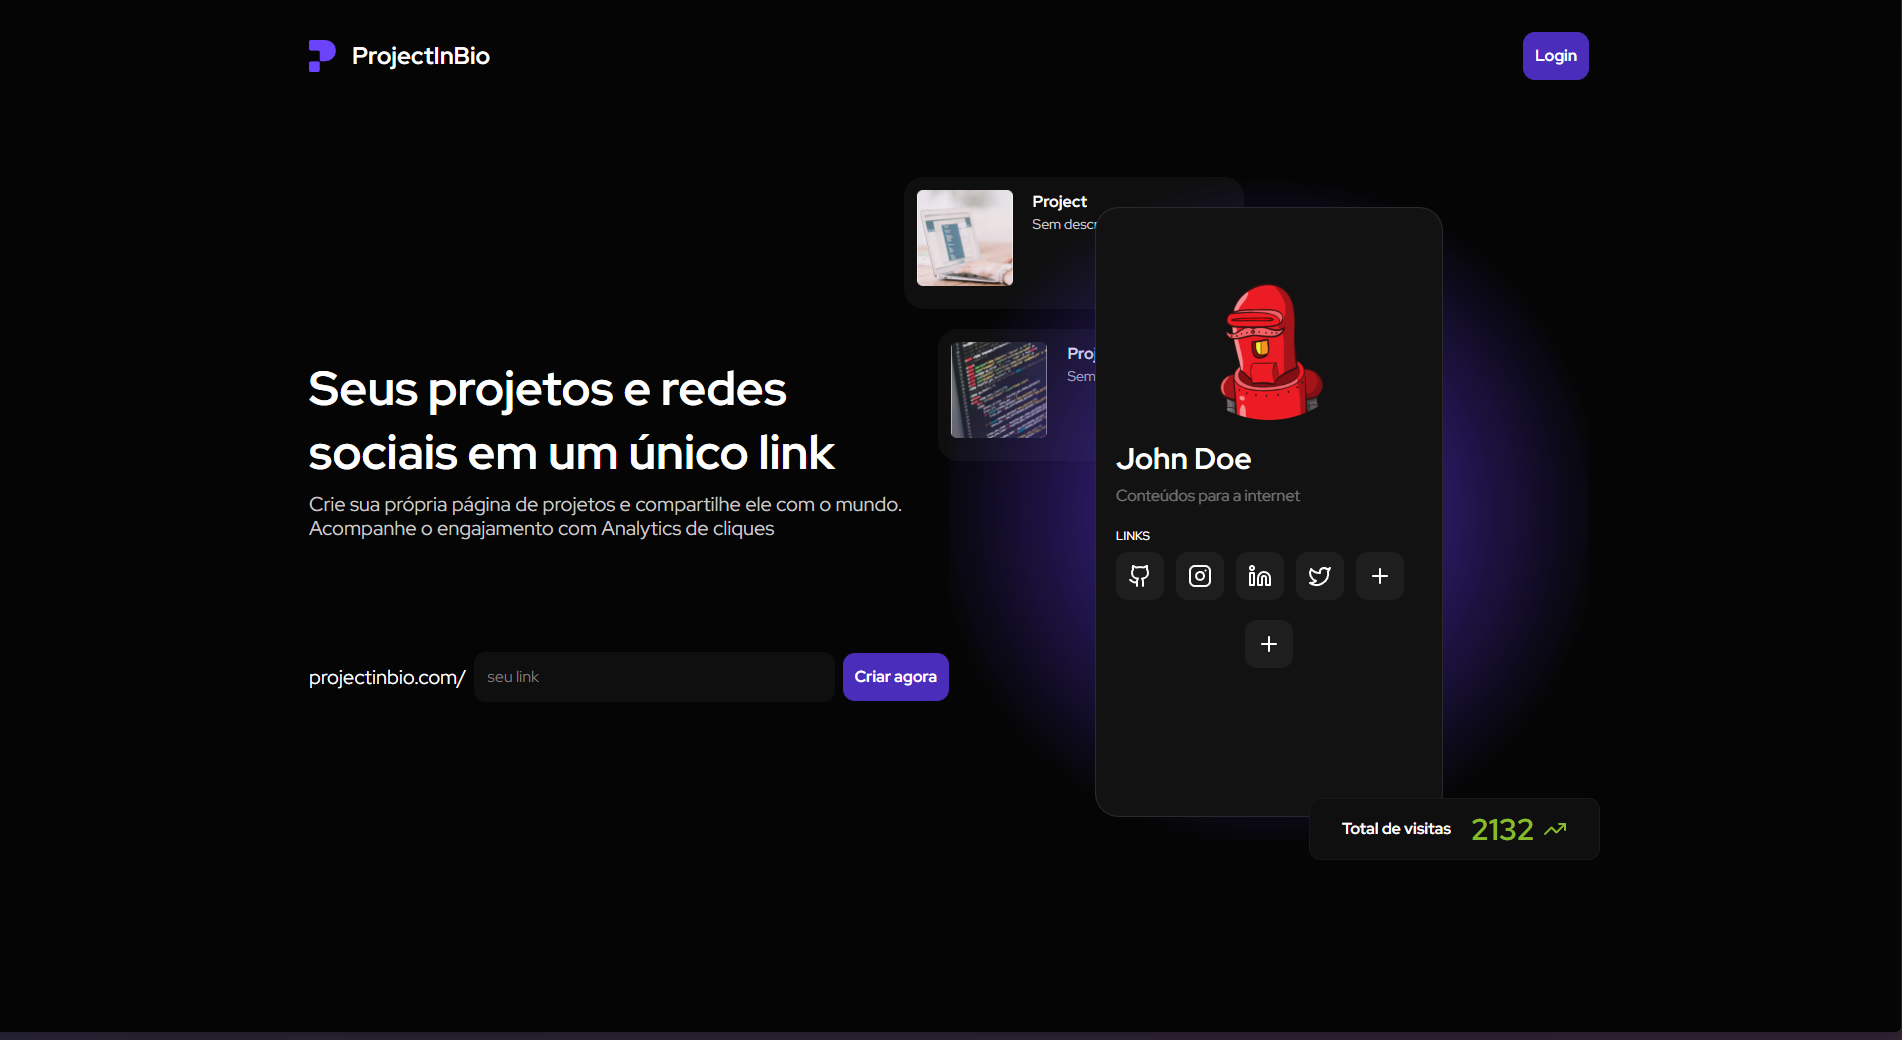 ProjectInBio
Login
Project
Sem descr
Proj
Sem
Seus projetos e redes
sociais em um único link
Crie sua própria página de projetos e compartilhe ele com o mundo.
Acompanhe o engajamento com Analytics de cliques
projectinbio.com/ seu link Criar agora
John Doe
Conteúdos para a internet
LINKS
Total de visitas 2132